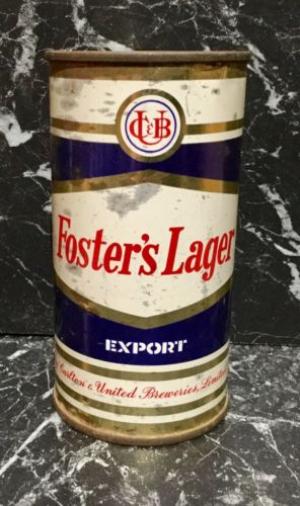 CUB
Foster's Lager
EXPORT
Carlton & United Breweries, Limited